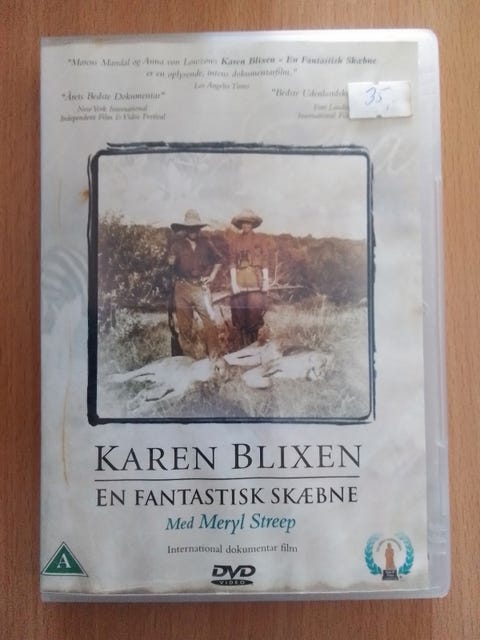 "Marcus Mandal og Anna von Lowzows Karen Blixen - En Fantastisk Skæbne
er en oplysende, intens dokumentarfilm."
Los Angeles Times
"Årets Bedste Dokumentar"
New York International
Independent Film & Video Festival
"Bedste Udenlandsk
International Fil
35,-
KAREN BLIXEN
EN FANTASTISK SKÆBNE
Med Meryl Streep
International dokumentar film
A
DVD
VIDEO